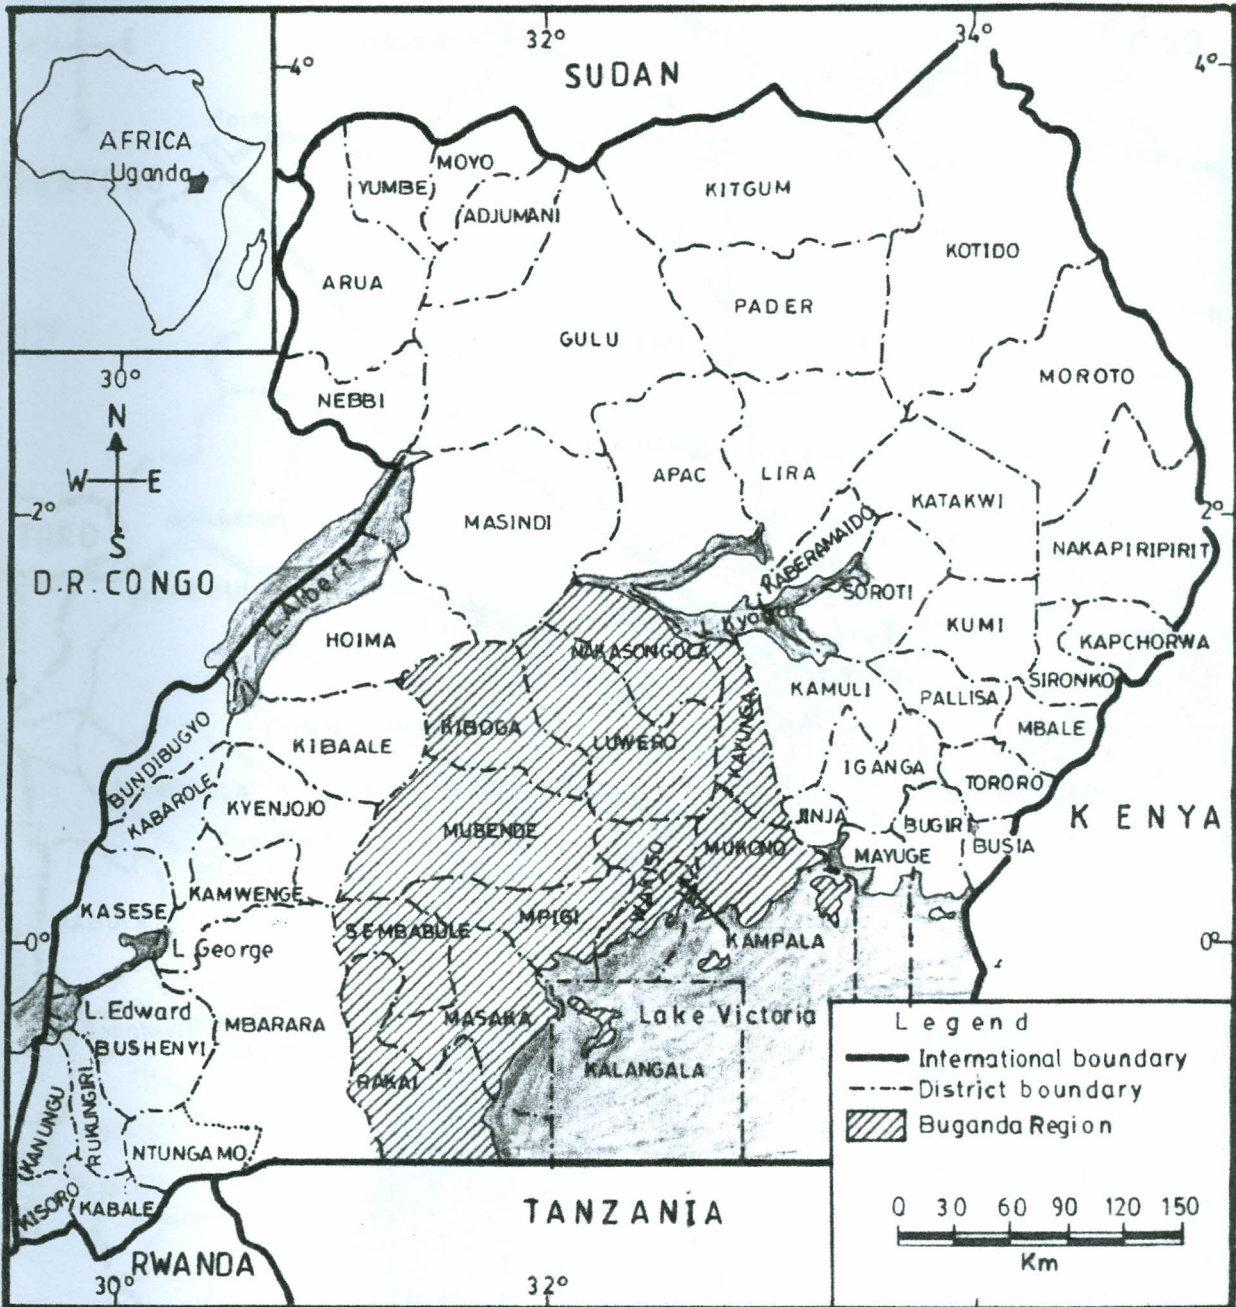 32°
34°
4°
SUDAN
4°
AFRICA
Uganda
MOYO
YUMBE
KITGUM
ADJUMANI
KOTIDO
ARUA
PADER
GULU
30°
MOROTO
NEBBI
N
W E
S
APAC
LIRA
KATAKWI
2°
MASINDI
2°
KABERAMAIDO
NAKAPIRIPIRIT
D.R. CONGO
L. Albert
SOROTI
L. Kyoga
HOIMA
KUMI
KAPCHORWA
NAKASONGOLA
SIRONKO
KAMULI
PALLISA
KIBOGA
KAYUNGA
MBALE
BUNDIBUGYO
KIBAALE
LUWERO
IGANGA
TORORO
KABAROLE
KYENJOJO
JINJA
BUGIRI
KENYA
MUBENDE
MUKONO
MAYUGE
BUSIA
WAKISO
KAMWENGE
KASESE
MPIGI
SEMBABULE
KAMPALA
0°
L. George
0°
L. Edward
MBARARA
MASAKA
Lake Victoria
Legend
BUSHENYI
International boundary
KALANGALA
RAKAI
District boundary
KANUNGU
RUKUNGIRI
Buganda Region
NTUNGAMO
KISORO
KABALE
TANZANIA
0 30 60 90 120 150
Km
RWANDA
30°
32°